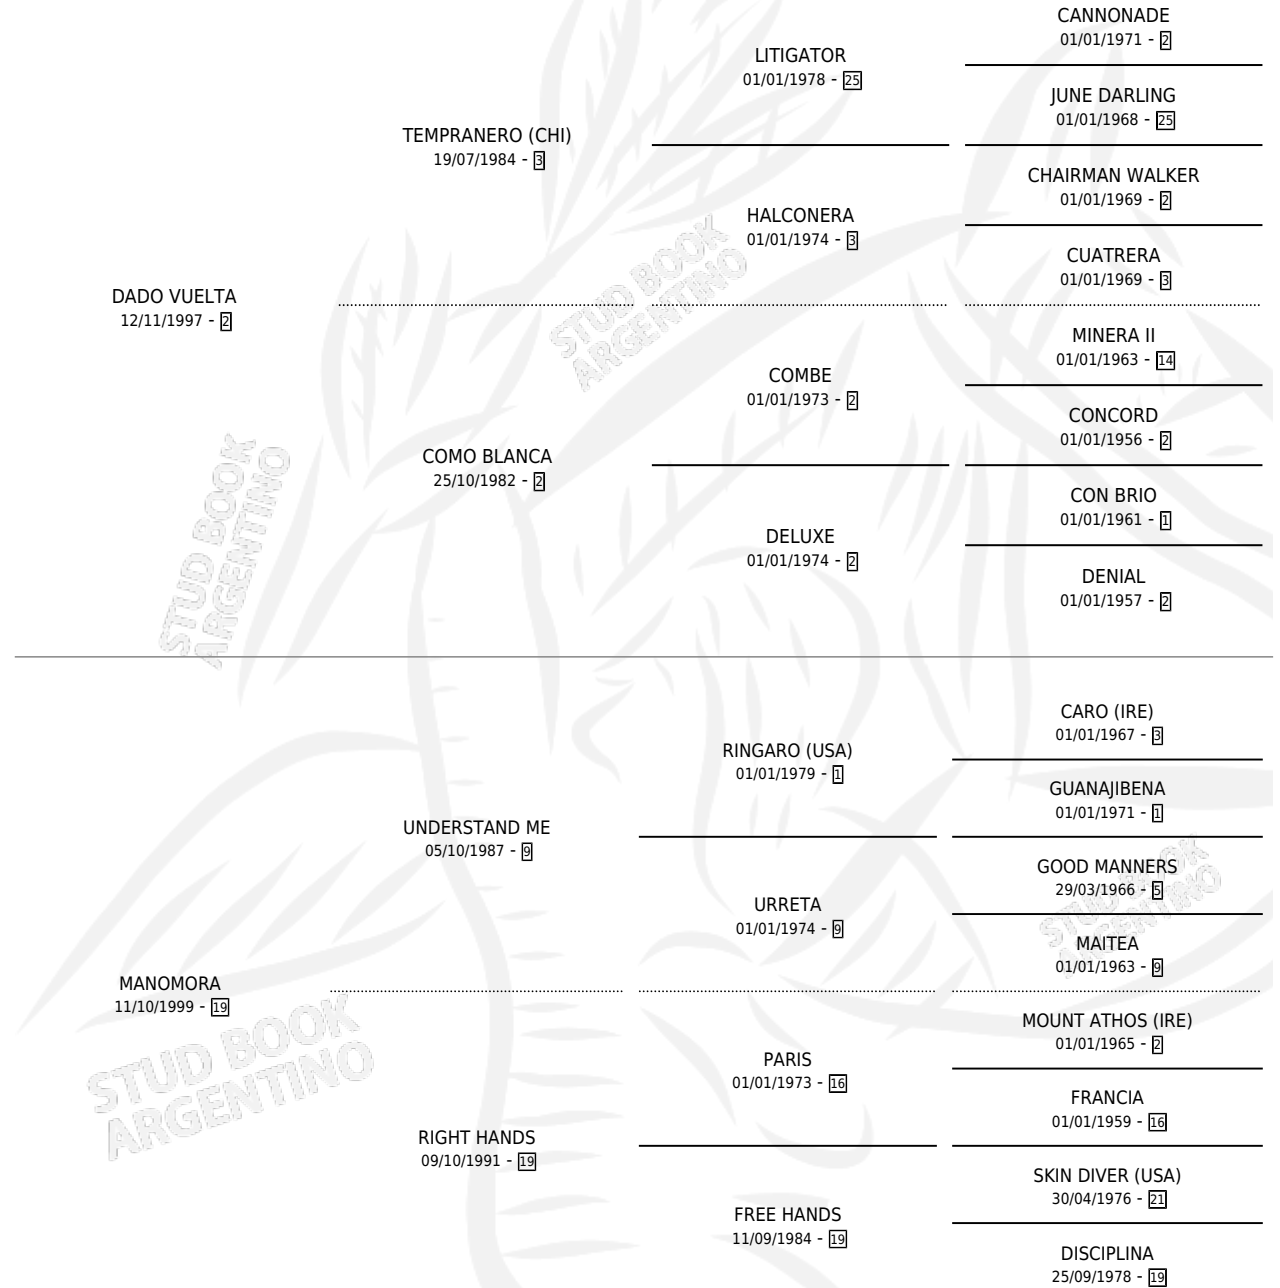 CANNONADE
01/01/1971 - 2
LITIGATOR
01/01/1978 - 25
JUNE DARLING
01/01/1968 - 25
TEMPRANERO (CHI)
19/07/1984 - 3
CHAIRMAN WALKER
01/01/1969 - 2
HALCONERA
01/01/1974 - 3
CUATRERA
01/01/1969 - 3
DADO VUELTA
12/11/1997 - 2
MINERA II
01/01/1963 - 14
COMBE
01/01/1973 - 2
CONCORD
01/01/1956 - 2
COMO BLANCA
25/10/1982 - 2
CON BRIO
01/01/1961 - 1
DELUXE
01/01/1974 - 2
DENIAL
01/01/1957 - 2
CARO (IRE)
01/01/1967 - 3
RINGARO (USA)
01/01/1979 - 1
GUANAJIBENA
01/01/1971 - 1
UNDERSTAND ME
05/10/1987 - 9
GOOD MANNERS
29/03/1966 - 5
URRETA
01/01/1974 - 9
MAITEA
01/01/1963 - 9
MANOMORA
11/10/1999 - 19
MOUNT ATHOS (IRE)
01/01/1965 - 2
PARIS
01/01/1973 - 16
FRANCIA
01/01/1959 - 16
RIGHT HANDS
09/10/1991 - 19
SKIN DIVER (USA)
30/04/1976 - 21
FREE HANDS
11/09/1984 - 19
DISCIPLINA
25/09/1978 - 19
STUD BOOK
ARGENTINO
STUD BOOK
ARGENTINO
STUD BOOK
ARGENTINO
STUD BOOK
ARGENTINO